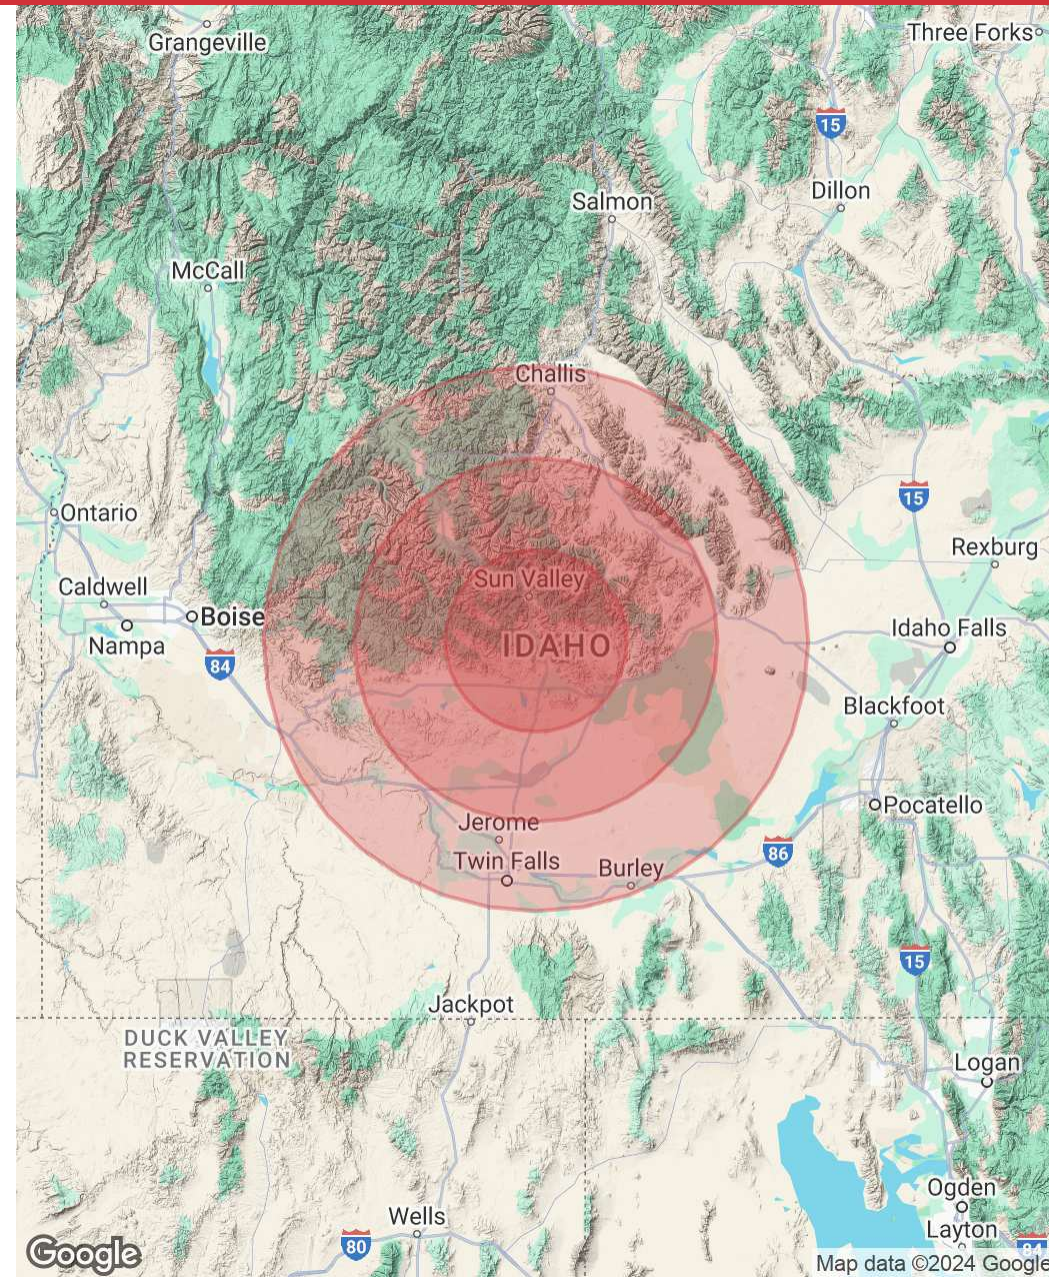 Grangeville
Three Forks
15
Dillon
Salmon
McCall
Challis
15
Ontario
Rexburg
Sun Valley
Caldwell
Boise
Idaho Falls
Nampa
IDAHO
84
Blackfoot
Pocatello
Jerome
86
Twin Falls
Burley
15
Jackpot
DUCK VALLEY
RESERVATION
Logan
Ogden
Wells
Layton
80
84
Google
Map data ©2024 Google